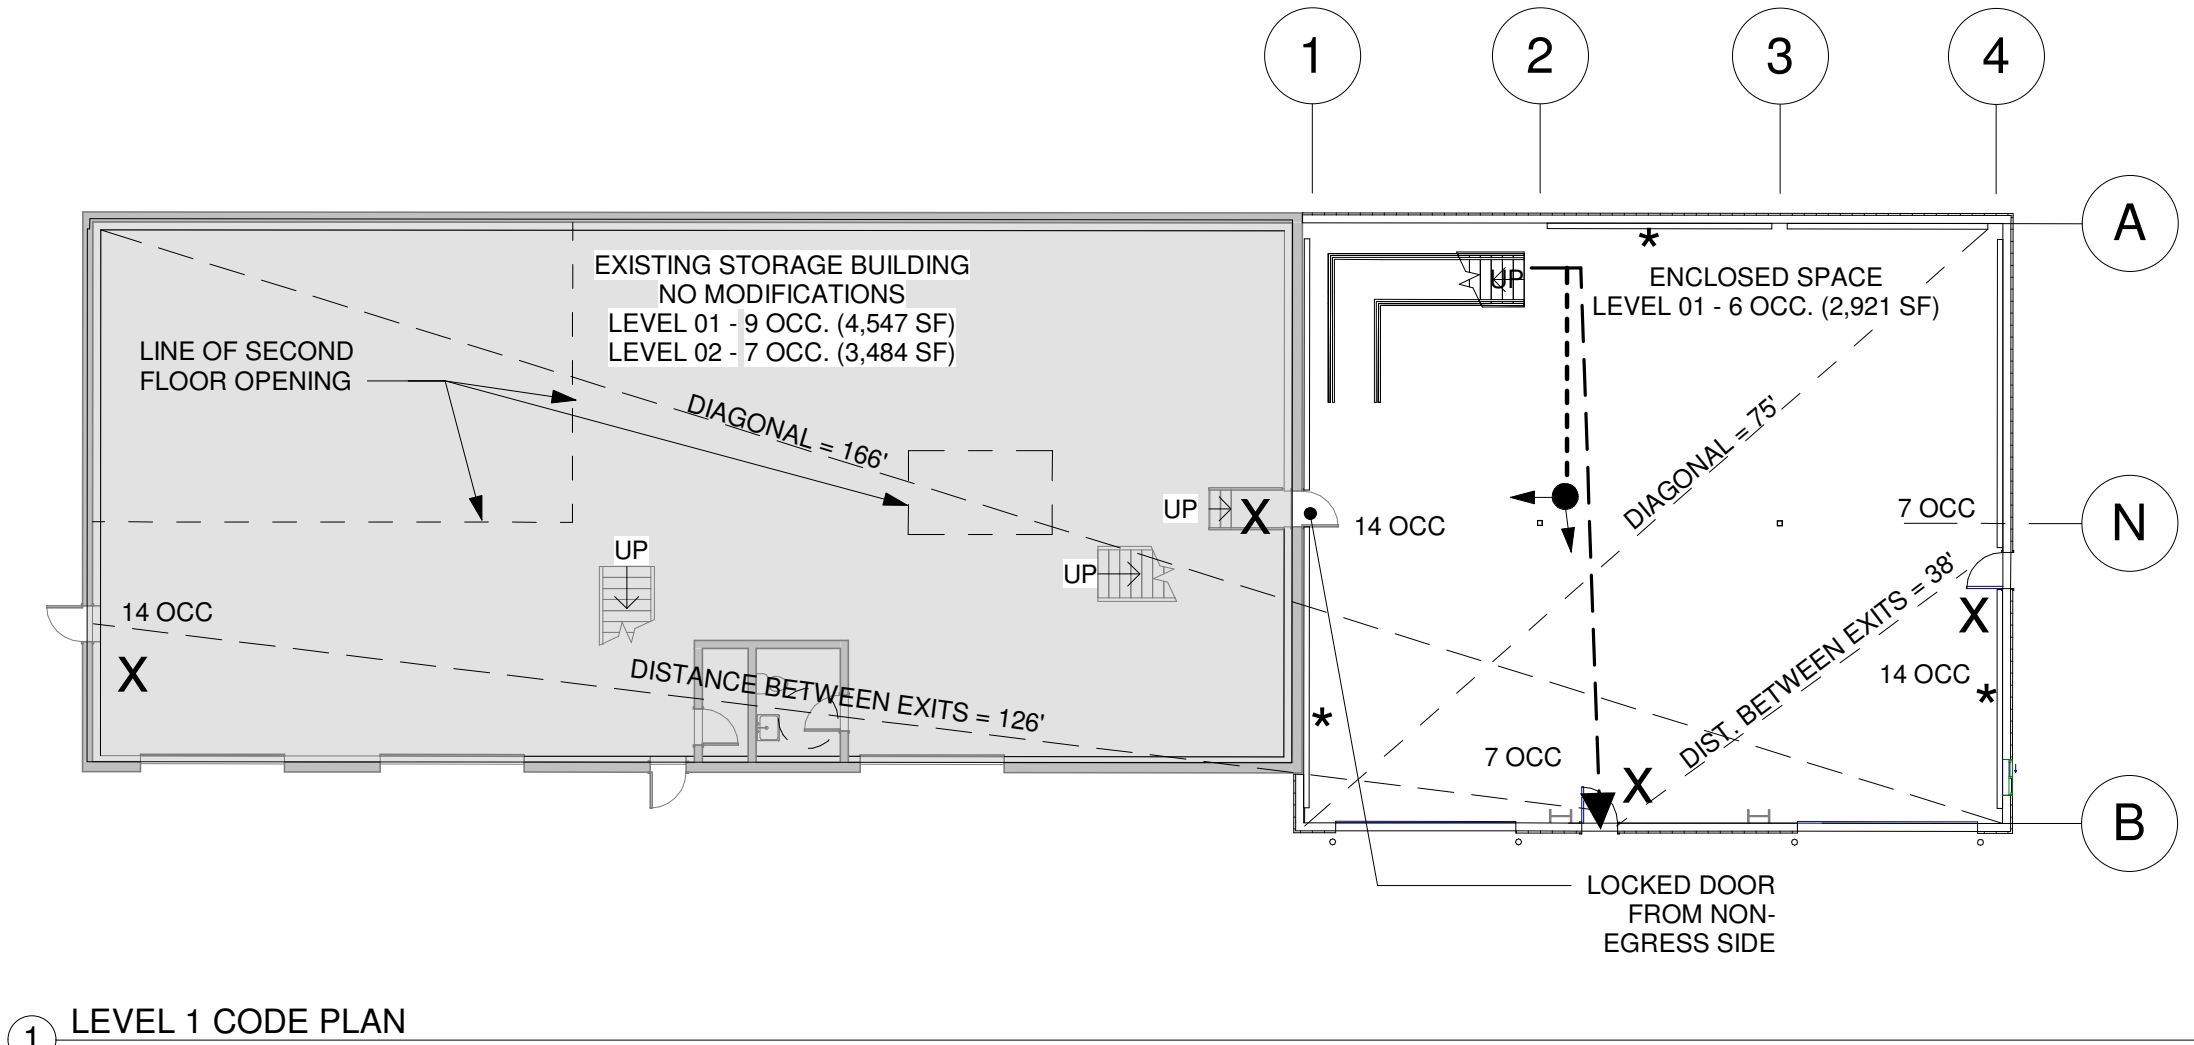 1
2
3
4
A
EXISTING STORAGE BUILDING
NO MODIFICATIONS
LEVEL 01 - 9 OCC. (4,547 SF)
LEVEL 02 - 7 OCC. (3,484 SF)
*
UP
ENCLOSED SPACE
LEVEL 01 - 6 OCC. (2,921 SF)
LINE OF SECOND
FLOOR OPENING
DIAGONAL = 166'
DIAGONAL = 75'
UP
X
14 OCC
7 OCC
N
UP
UP
14 OCC
X
DISTANCE BETWEEN EXITS = 126'
DIST. BETWEEN EXITS = 38'
X
14 OCC
*
*
7 OCC
X
B
LOCKED DOOR
FROM NON-
EGRESS SIDE
1
LEVEL 1 CODE PLAN